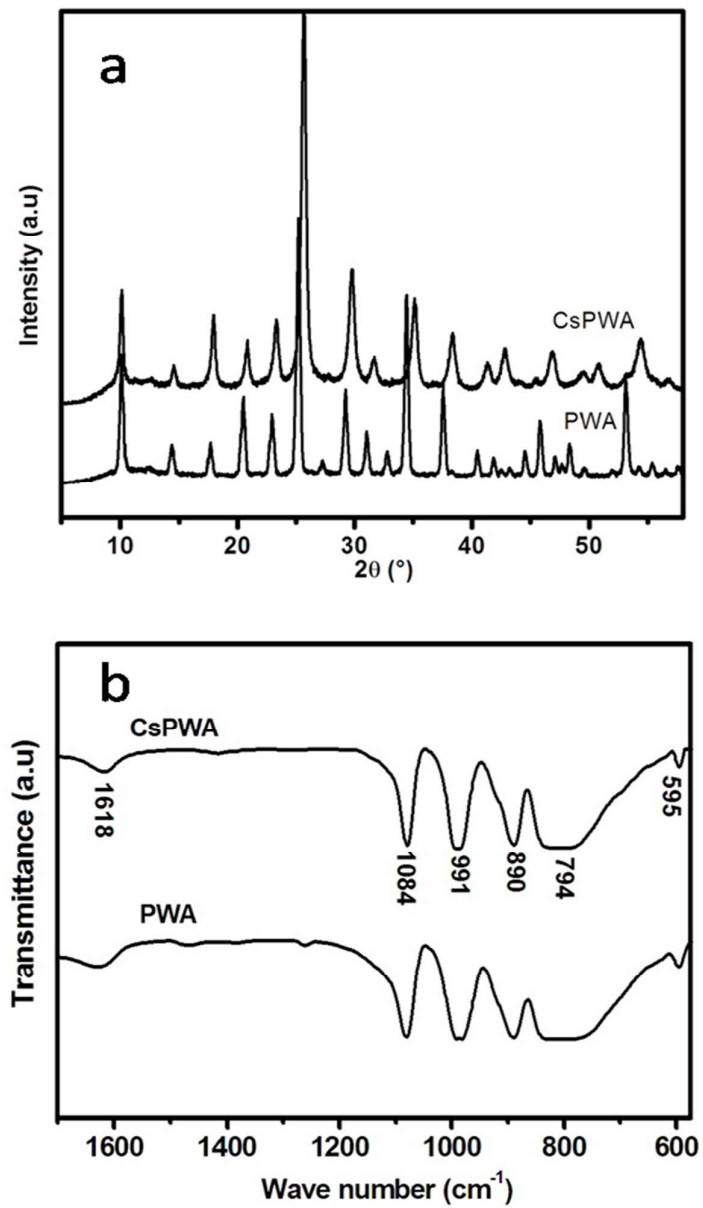 a
Intensity (a.u)
CsPWA
PWA
10 20 30 40 50
2θ (°)
b
Transmittance (a.u)
CsPWA
1618
1084
991
890
794
595
PWA
1600 1400 1200 1000 800 600
Wave number (cm⁻¹)